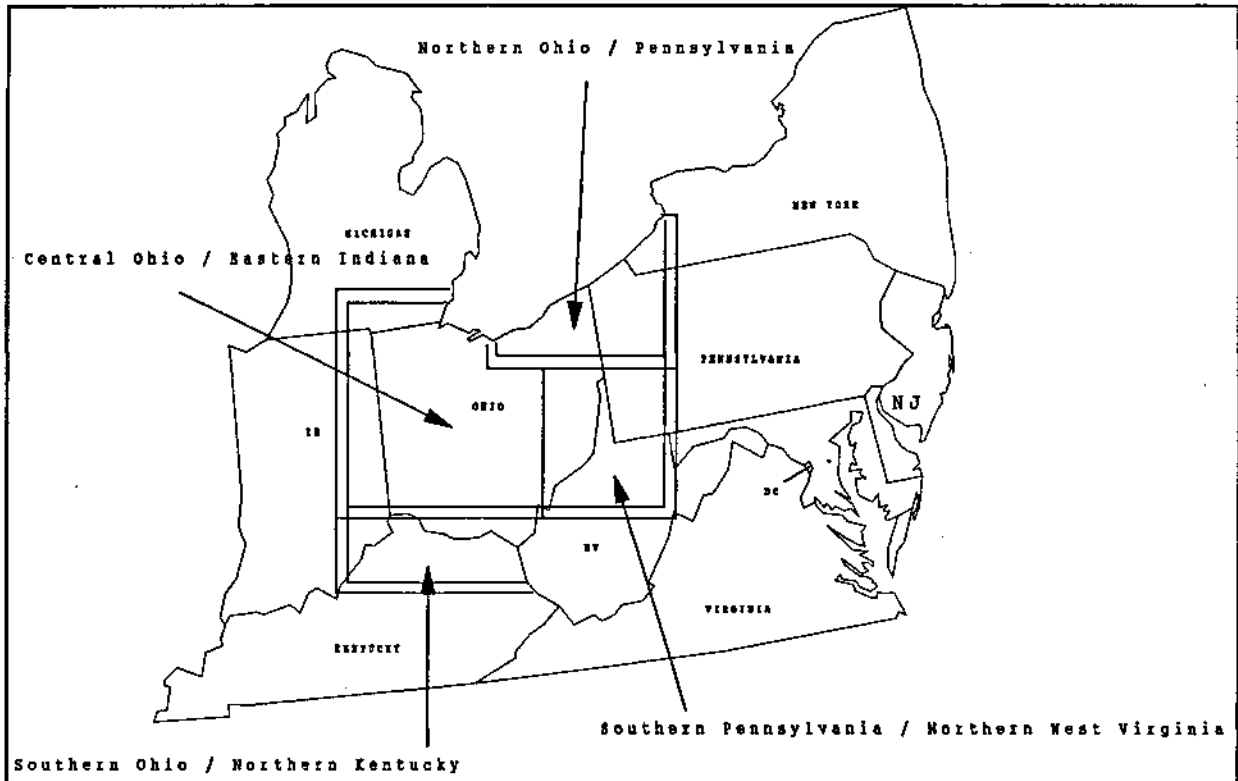 Northern Ohio / Pennsylvania
NEW YORK
MICHIGAN
Central Ohio / Eastern Indiana
PENNSYLVANIA
OHIO
NJ
IN
DC
WV
VIRGINIA
KENTUCKY
Southern Pennsylvania / Northern West Virginia
Southern Ohio / Northern Kentucky